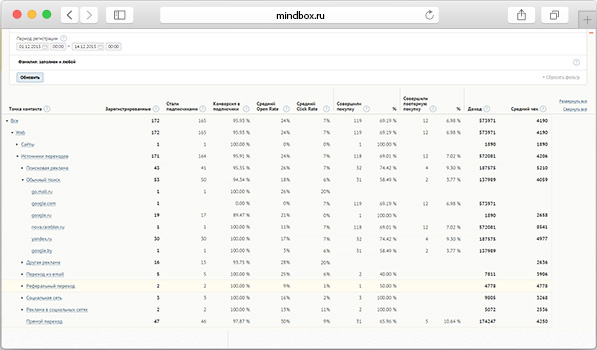 mindbox.ru
Период регистрации
01.12.2013 00:00 – 14.12.2013 00:00
Фамилия: заполнен и любой
Обновить × Сбросить фильтр
Развернуть все
Свернуть все
Точка контакта Зарегистрированные Стали подписчиками Конверсия в подписчики Средний Open Rate Средний Click Rate Совершили покупку % Совершили повторную покупку % Доход Средний чек
Все 172 165 95.93 % 24% 7% 119 69.19 % 12 6.98 % 573971 4190
Web 172 165 95.93 % 24% 7% 119 69.19 % 12 6.98 % 573971 4190
Сайты 1 1 100.00 % 0% 0% 1 100.00 % 1890 1890
Источники переходов 171 164 95.91 % 24% 7% 118 69.01 % 12 7.02 % 572081 4206
Поисковая реклама 43 41 95.35 % 26% 7% 32 74.42 % 4 9.30 % 187575 5210
Обычный поиск 53 50 94.34 % 18% 6% 31 58.49 % 2 3.77 % 137989 4059
go.mail.ru 1 1 100.00 % 26% 20%
google.com 1 0.00 % 0% 7% 119 69.19 % 12 6.98 % 573971
google.ru 19 17 89.47% 21% 0% 1 100.00 % 1890 2658
nova.rambler.ru 1 1 100.00 % 11% 7% 118 69.01 % 12 7.02 % 572081 8841
yandex.ru 30 30 100.00 % 17% 7% 32 74.42 % 4 9.30 % 187575 4977
google.by 1 1 100.00 % 3% 6% 31 58.49 % 2 3.77 % 137989
Другая реклама 16 15 93.75 % 28% 20% 2636
Переход из email 5 5 100.00 % 25% 6% 2 40.00 % 7811 3906
Реферальный переход 2 2 100.00 % 9% 1% 1 50.00 % 4778 4778
Социальная сеть 3 3 100.00 % 16% 2% 3 100.00 % 9805 3268
Реклама в социальных сетях 2 2 100.00 % 13% 11% 2 100.00 % 5072 2536
Прямой переход 47 46 97.87 % 30% 9% 31 65.96 % 5 10.64 % 174247 4250